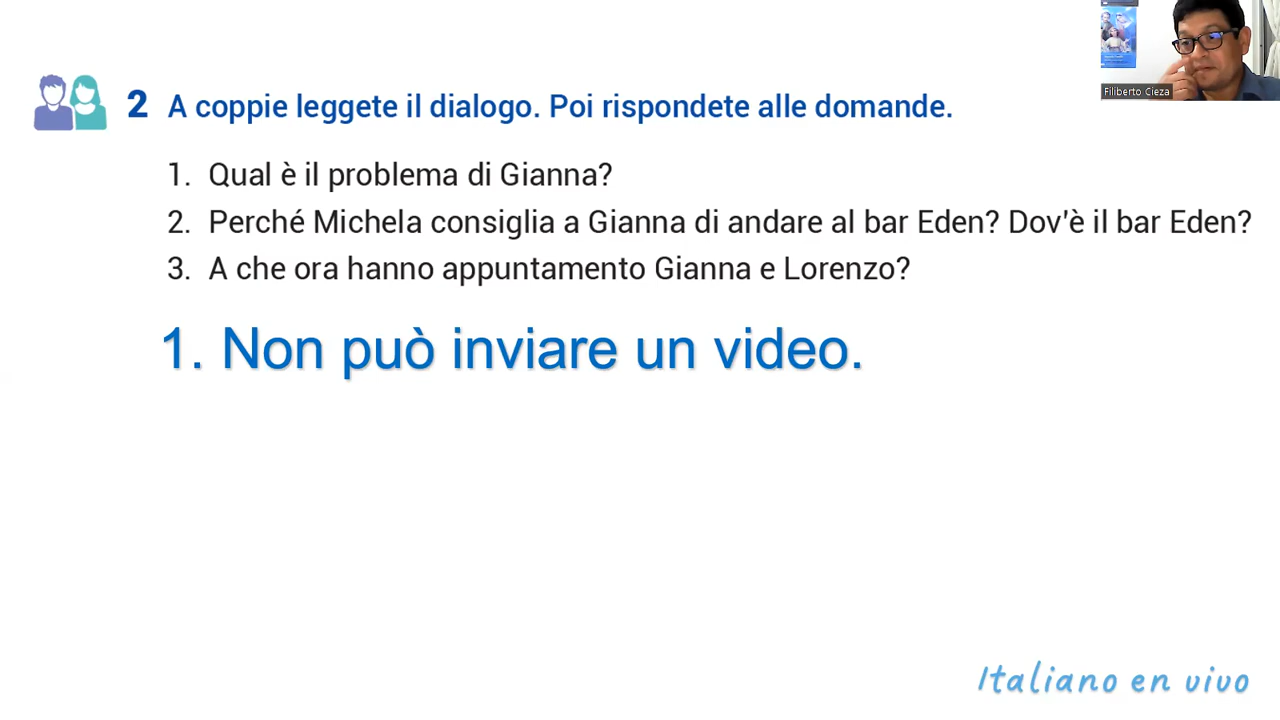 2 A coppie leggete il dialogo. Poi rispondete alle domande.
1. Qual è il problema di Gianna?
2. Perché Michela consiglia a Gianna di andare al bar Eden? Dov'è il bar Eden?
3. A che ora hanno appuntamento Gianna e Lorenzo?
1. Non può inviare un video.
Filiberto Cieza
Italiano en vivo